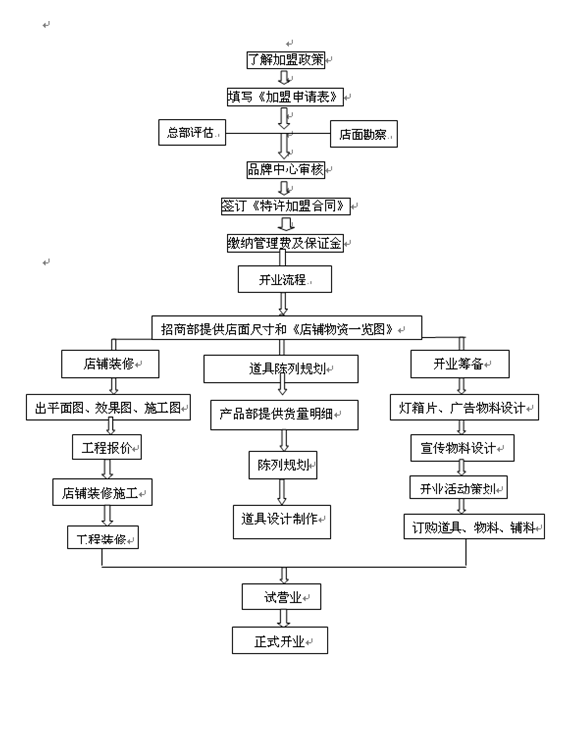 了解加盟政策
填写《加盟申请表》
总部评估
店面勘察
品牌中心审核
签订《特许加盟合同》
缴纳管理费及保证金
开业流程
招商部提供店面尺寸和《店铺物资一览图》
店铺装修
道具陈列规划
开业筹备
出平面图、效果图、施工图
产品部提供货量明细
灯箱片、广告物料设计
工程报价
陈列规划
宣传物料设计
店铺装修施工
道具设计制作
开业活动策划
工程装修
订购道具、物料、辅料
试营业
正式开业